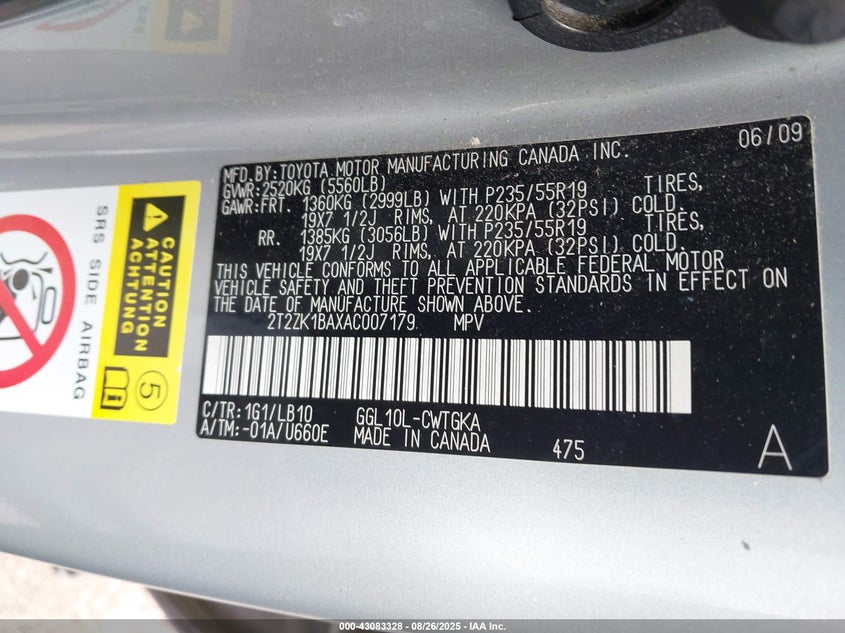 06/09
MFD.BY:TOYOTA MOTOR MANUFACTURING CANADA INC.
GVWR:2520KG (5560LB)
GAWR:FRT. 1360KG (2999LB) WITH P235/55R19 TIRES,
19X7 1/2J RIMS, AT 220KPA (32PSI) COLD.
RR. 1385KG (3056LB) WITH P235/55R19 TIRES,
19X7 1/2J RIMS, AT 220KPA (32PSI) COLD.
THIS VEHICLE CONFORMS TO ALL APPLICABLE FEDERAL MOTOR
VEHICLE SAFETY AND THEFT PREVENTION STANDARDS IN EFFECT ON
THE DATE OF MANUFACTURE SHOWN ABOVE.
2T2ZK1BAXAC007179 MPV
C/TR:1G1/LB10 GGL10L-CWTGKA
A/TM:-01A/U660E MADE IN CANADA 475 A
CAUTION
ATTENTION
ACHTUNG
SRS SIDE AIRBAG
5
000-43083328 - 08/26/2025 - IAA Inc.